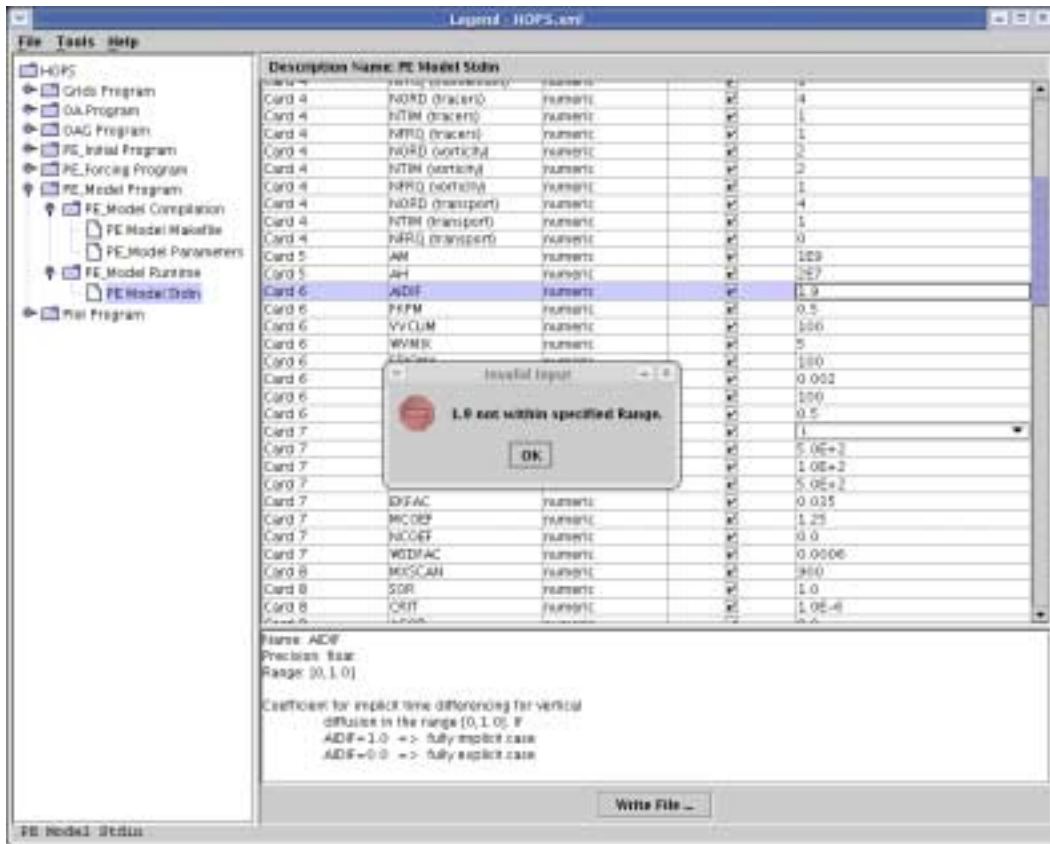 Legend - HOPS.xml
File Tools Help
HOPS
Grids Program
OA Program
OAG Program
PE_Initial Program
PE_Forcing Program
PE_Model Program
PE_Model Compilation
PE Model Makefile
PE_Model Parameters
PE_Model Runtime
PE Model Stdin
Plot Program
Description Name: PE Model Stdin
Card 4 NORD (tracers) numeric 4
Card 4 NTIM (tracers) numeric 1
Card 4 NFRQ (tracers) numeric 1
Card 4 NORD (vorticity) numeric 2
Card 4 NTIM (vorticity) numeric 2
Card 4 NFRQ (vorticity) numeric 1
Card 4 NORD (transport) numeric 4
Card 4 NTIM (transport) numeric 1
Card 4 NFRQ (transport) numeric 0
Card 5 AM numeric 1E9
Card 5 AH numeric 2E7
Card 6 AIDIF numeric 1.9
Card 6 FKPM numeric 0.5
Card 6 VVCLIM numeric 100
Card 6 WVMIX numeric 5
Card 6 100
Card 6 0.002
Card 6 100
Card 6 0.5
Card 7 1
Card 7 5.0E+2
Card 7 1.0E+2
Card 7 5.0E+2
Card 7 EKFAC numeric 0.035
Card 7 MCOEF numeric 1.25
Card 7 NCOEF numeric 0.0
Card 7 WSDFAC numeric 0.0006
Card 8 MXSCAN numeric 900
Card 8 SOR numeric 1.0
Card 8 CRIT numeric 1.0E-6
Invalid Input
1.9 not within specified Range.
OK
Name: AIDIF
Precision: float
Range: [0,1.0]
Coefficient for implicit time differencing for vertical
diffusion in the range [0,1.0]. If
AIDIF=1.0 => fully implicit case
AIDIF=0.0 => fully explicit case
Write File ...
PE Model Stdin